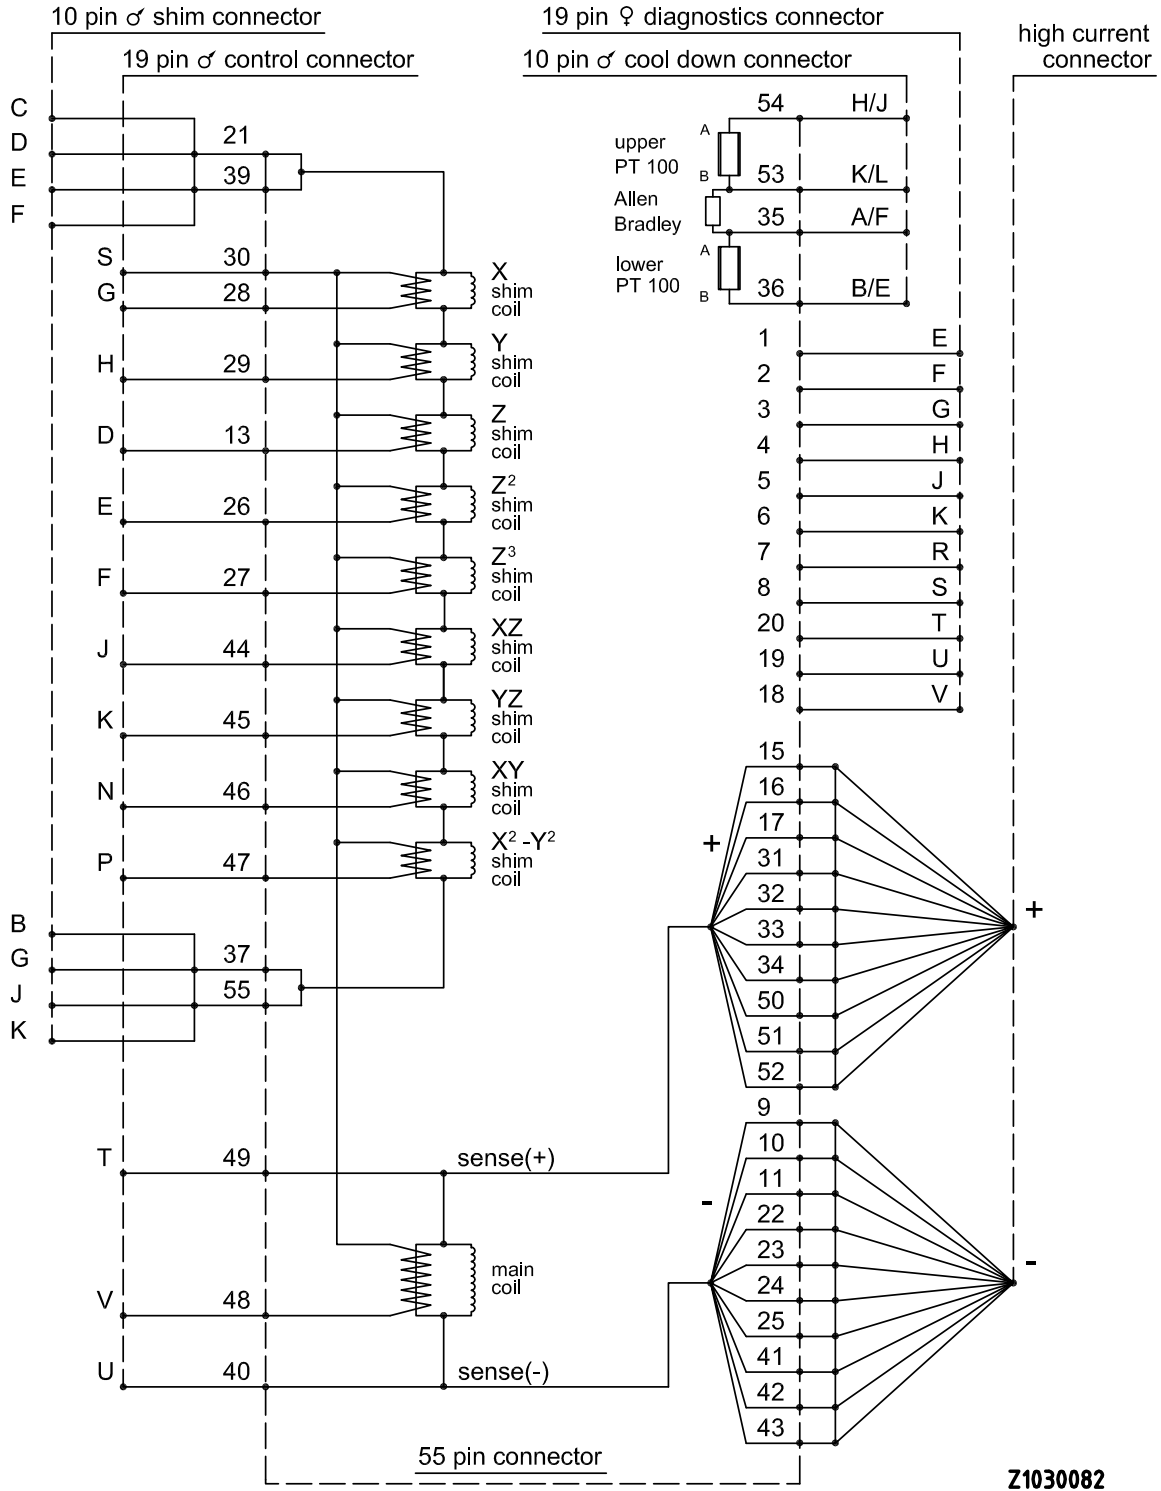 10 pin ♂ shim connector
19 pin ♂ control connector
19 pin ♀ diagnostics connector
10 pin ♂ cool down connector
high current
connector
C
D
E
F
21
39
S 30
G 28
X
shim
coil
H 29
Y
shim
coil
D 13
Z
shim
coil
E 26
Z²
shim
coil
F 27
Z³
shim
coil
J 44
XZ
shim
coil
K 45
YZ
shim
coil
N 46
XY
shim
coil
P 47
X² -Y²
shim
coil
B
G
J
K
37
55
T 49 sense(+)
main
coil
V 48
U 40 sense(-)
55 pin connector
upper
PT 100
A
B
Allen
Bradley
lower
PT 100
A
B
54 H/J
53 K/L
35 A/F
36 B/E
1 E
2 F
3 G
4 H
5 J
6 K
7 R
8 S
20 T
19 U
18 V
+
15
16
17
31
32
33
34
50
51
52
+
-
9
10
11
22
23
24
25
41
42
43
-
Z1030082